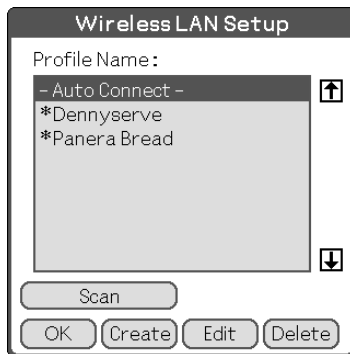 Wireless LAN Setup
Profile Name:
- Auto Connect -
*Dennyserve
*Panera Bread
Scan
OK Create Edit Delete